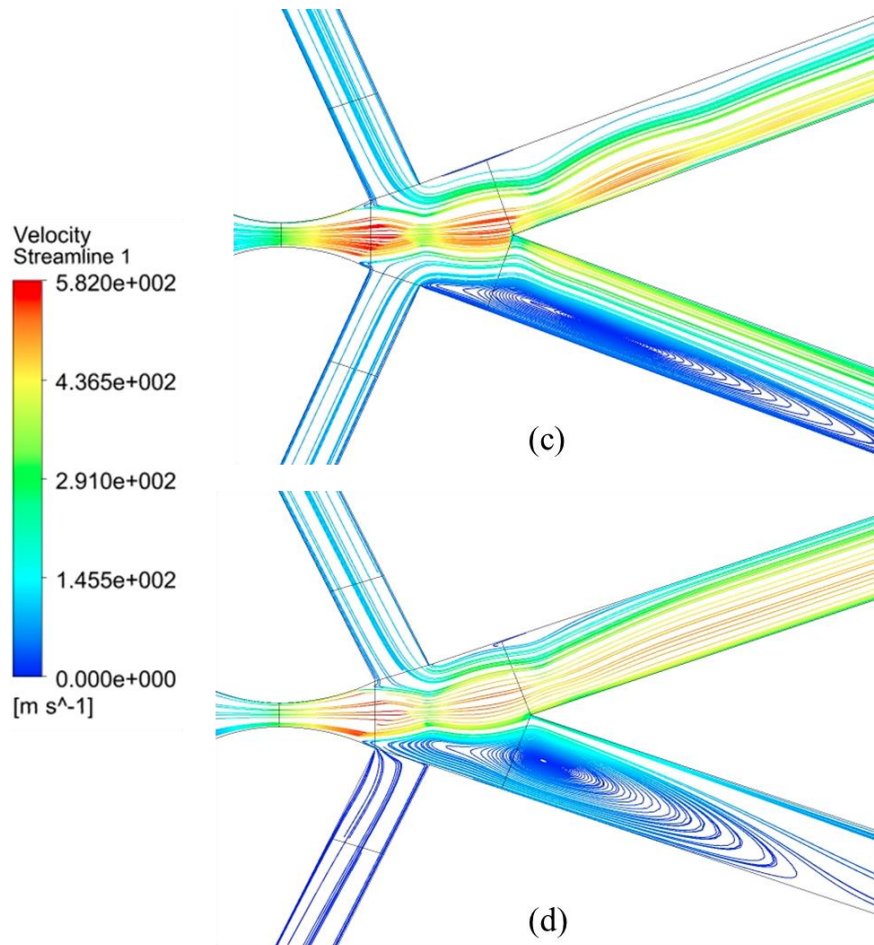 Velocity
Streamline 1
5.820e+002
4.365e+002
2.910e+002
1.455e+002
0.000e+000
[m s^-1]
(c)
(d)